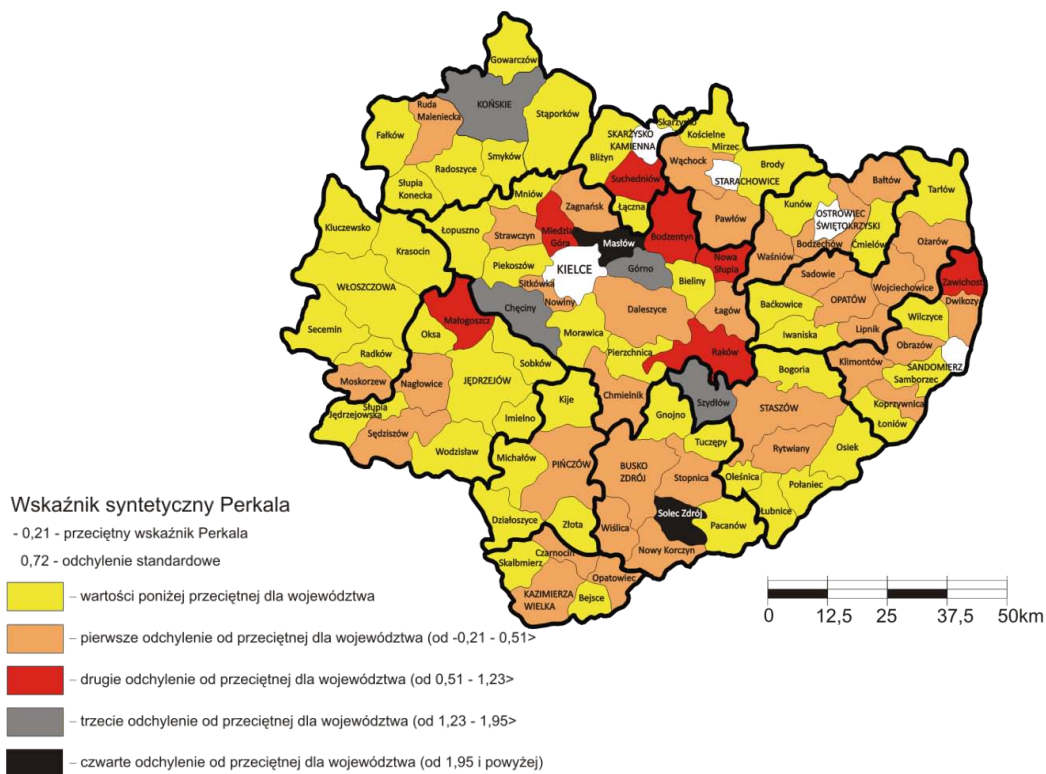 Gowarczów
KOŃSKIE
Ruda
Maleniecka
Stąporków
Fałków
Smyków
Radoszyce
Słupia
Konecka
SKARŻYSKO
KAMIENNA
Skarżysko
Kościelne
Mirzec
Bliżyn
Wąchock
Brody
STARACHOWICE
Suchedniów
Mniów
Łączna
Zagnańsk
Pawłów
Kunów
Bałtów
Tarłów
OSTROWIEC
ŚWIĘTOKRZYSKI
Bodzechów
Ćmielów
Waśniów
Ożarów
Kluczewsko
Krasocin
Łopuszno
Strawczyn
Miedzia
Góra
Masłów
Bodzentyn
Nowa
Słupia
Piekoszów
KIELCE
Górno
Bieliny
Sadowie
Wojciechowice
Zawichost
Dwikozy
WŁOSZCZOWA
Sitkówka
Nowiny
Chęciny
Daleszyce
Łagów
Baćkowice
OPATÓW
Wilczyce
Małogoszcz
Oksa
Morawica
Iwaniska
Lipnik
Obrazów
Secemin
Radków
Pierzchnica
Raków
Klimontów
SANDOMIERZ
Samborzec
Sobków
Bogoria
Moskorzew
Nagłowice
JĘDRZEJÓW
Chmielnik
Szydłów
Koprzywnica
Słupia
Jędrzejowska
Imielno
Kije
Gnojno
STASZÓW
Łoniów
Sędziszów
Wodzisław
Michałów
Tuczępy
Rytwiany
Osiek
PIŃCZÓW
BUSKO
ZDRÓJ
Stopnica
Oleśnica
Połaniec
Łubnice
Działoszyce
Złota
Wiślica
Solec Zdrój
Pacanów
Nowy Korczyn
Skalbmierz
Czarnocin
Opatowiec
KAZIMIERZA
WIELKA
Bejsce
Wskaźnik syntetyczny Perkala
- 0,21 - przeciętny wskaźnik Perkala
0,72 - odchylenie standardowe
– wartości poniżej przeciętnej dla województwa
– pierwsze odchylenie od przeciętnej dla województwa (od -0,21 - 0,51>
– drugie odchylenie od przeciętnej dla województwa (od 0,51 - 1,23>
– trzecie odchylenie od przeciętnej dla województwa (od 1,23 - 1,95>
– czwarte odchylenie od przeciętnej dla województwa (od 1,95 i powyżej)
0 12,5 25 37,5 50km